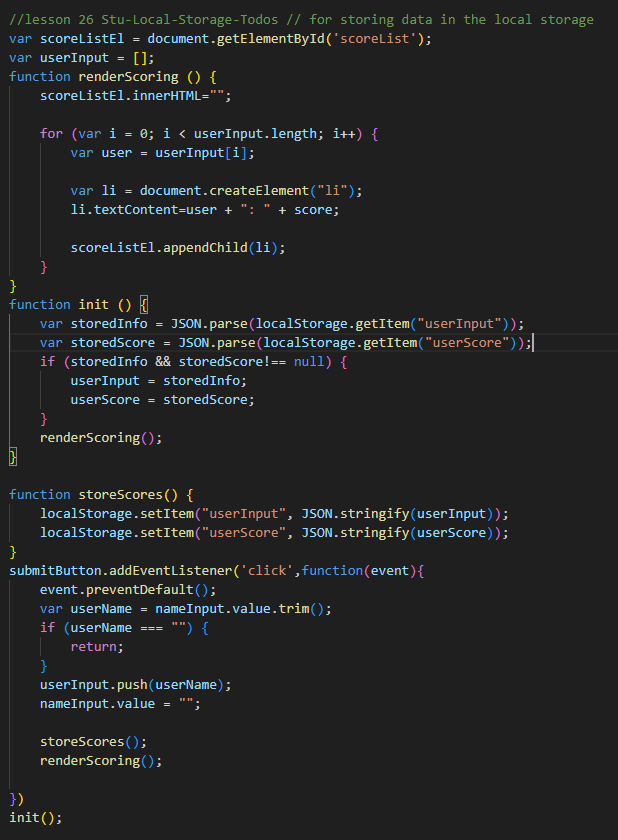 //lesson 26 Stu-Local-Storage-Todos // for storing data in the local storage
var scoreListEl = document.getElementById('scoreList');
var userInput = [];
function renderScoring () {
    scoreListEl.innerHTML="";

    for (var i = 0; i < userInput.length; i++) {
        var user = userInput[i];

        var li = document.createElement("li");
        li.textContent=user + ": " + score;

        scoreListEl.appendChild(li);
    }
}
function init () {
    var storedInfo = JSON.parse(localStorage.getItem("userInput"));
    var storedScore = JSON.parse(localStorage.getItem("userScore"));
    if (storedInfo && storedScore!== null) {
        userInput = storedInfo;
        userScore = storedScore;
    }
    renderScoring();
}

function storeScores() {
    localStorage.setItem("userInput", JSON.stringify(userInput));
    localStorage.setItem("userScore", JSON.stringify(userScore));
}
submitButton.addEventListener('click',function(event){
    event.preventDefault();
    var userName = nameInput.value.trim();
    if (userName === "") {
        return;
    }
    userInput.push(userName);
    nameInput.value = "";

    storeScores();
    renderScoring();

})
init();